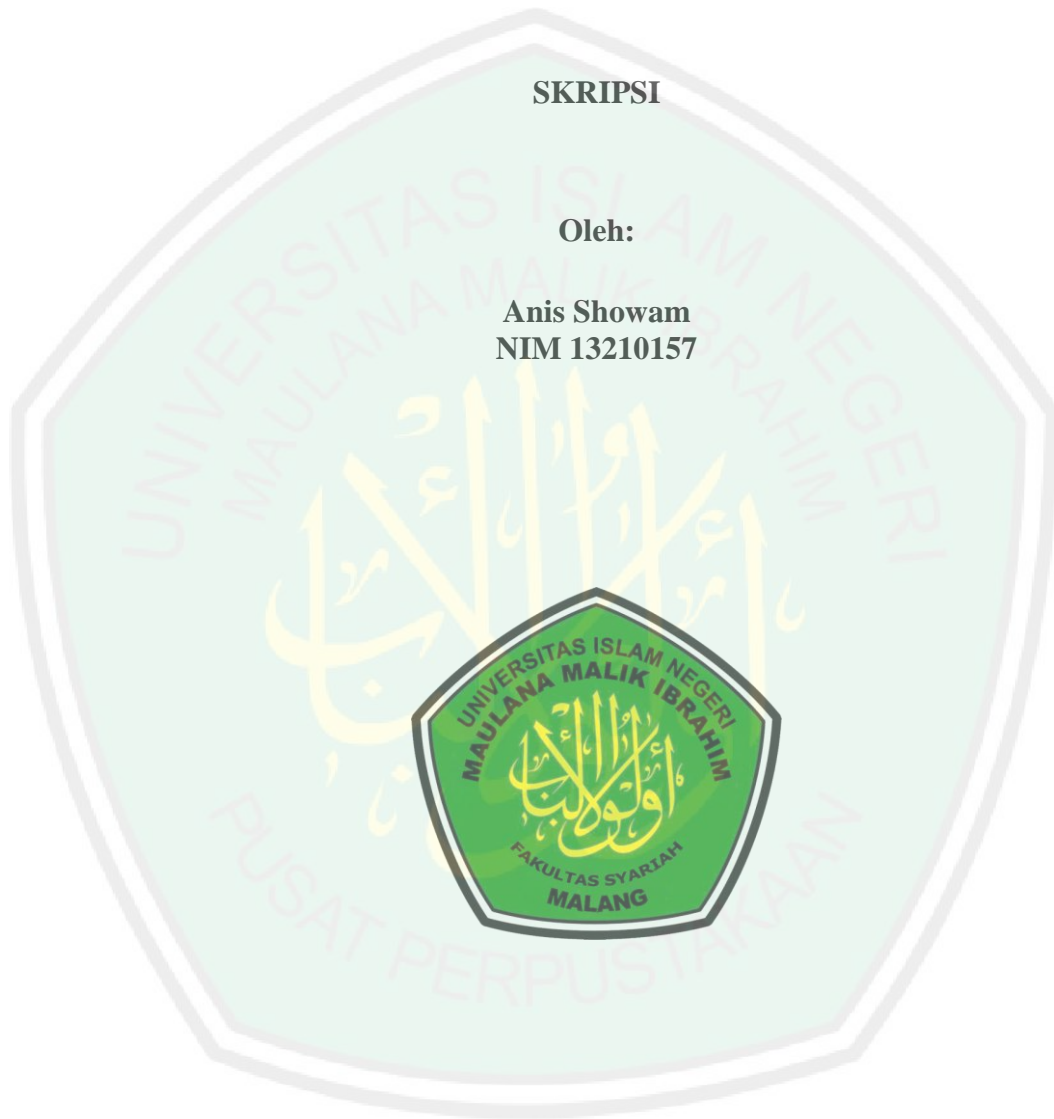 SKRIPSI
Oleh:
Anis Showam
NIM 13210157
UNIVERSITAS ISLAM NEGERI
MAULANA MALIK IBRAHIM
PUSAT PERPUSTAKAAN
UNIVERSITAS ISLAM NEGERI
MAULANA MALIK IBRAHIM
أولوا الألباب
FAKULTAS SYARIAH
MALANG